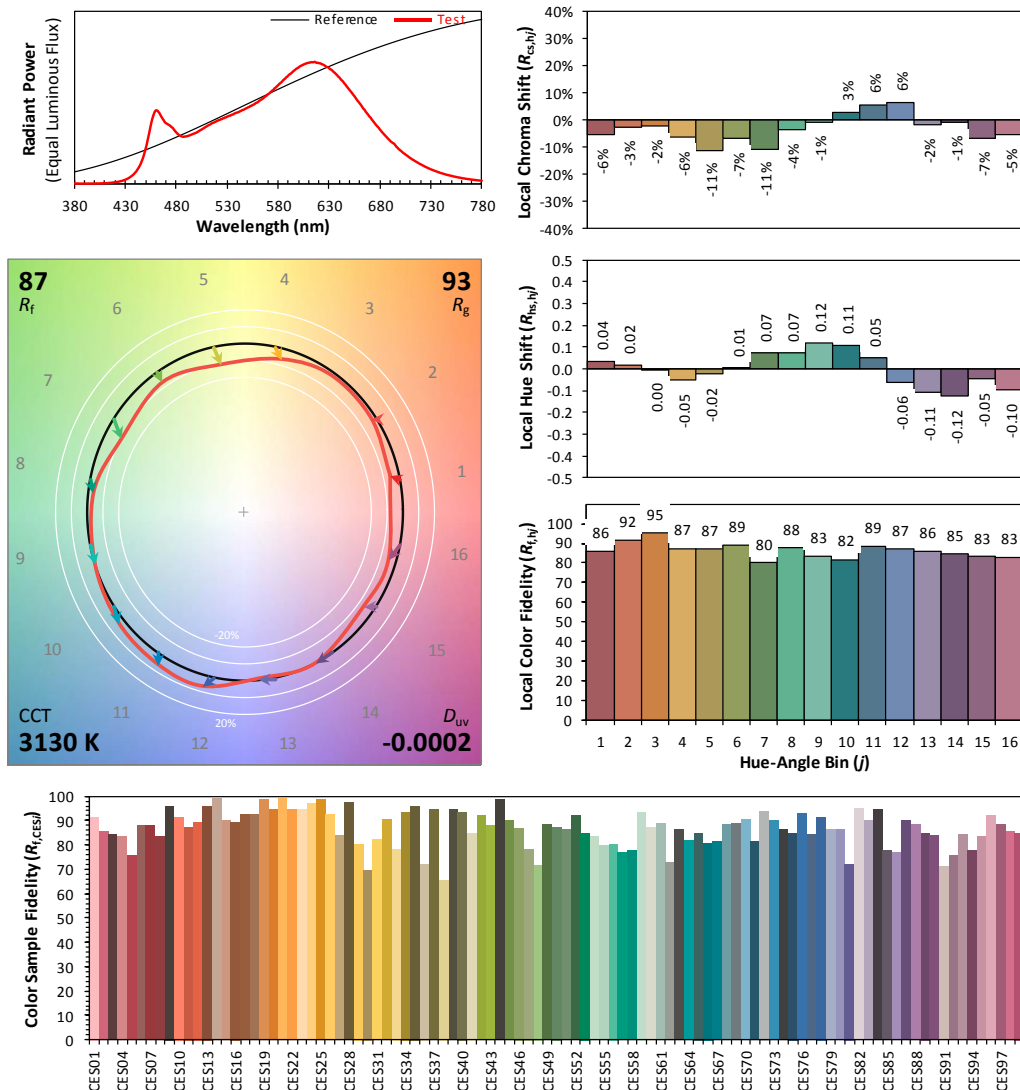 Reference
Test
Radiant Power
(Equal Luminous Flux)
380 430 480 530 580 630 680 730 780
Wavelength (nm)
Local Chroma Shift (Rcs,hj)
40%
30%
20%
10%
0%
-10%
-20%
-30%
-40%
-6% -3% -2% -6% -11% -7% -11% -4% -1% 3% 6% 6% -2% -1% -7% -5%
87
Rf
93
Rg
5 4
6 3
7 2
8 1
9 16
10 15
11 14
12 13
-20%
20%
CCT
3130 K
Duv
-0.0002
Local Hue Shift (Rhs,hj)
0.5
0.4
0.3
0.2
0.1
0.0
-0.1
-0.2
-0.3
-0.4
-0.5
0.04 0.02 0.00 -0.05 -0.02 0.01 0.07 0.07 0.12 0.11 0.05 -0.06 -0.11 -0.12 -0.05 -0.10
Local Color Fidelity (Rf,hj)
100
90
80
70
60
50
40
30
20
10
0
86 92 95 87 87 89 80 88 83 82 89 87 86 85 83 83
1 2 3 4 5 6 7 8 9 10 11 12 13 14 15 16
Hue-Angle Bin (j)
Color Sample Fidelity (Rf,CESi)
100
90
80
70
60
50
40
30
20
10
0
CES01 CES04 CES07 CES10 CES13 CES16 CES19 CES22 CES25 CES28 CES31 CES34 CES37 CES40 CES43 CES46 CES49 CES52 CES55 CES58 CES61 CES64 CES67 CES70 CES73 CES76 CES79 CES82 CES85 CES88 CES91 CES94 CES97